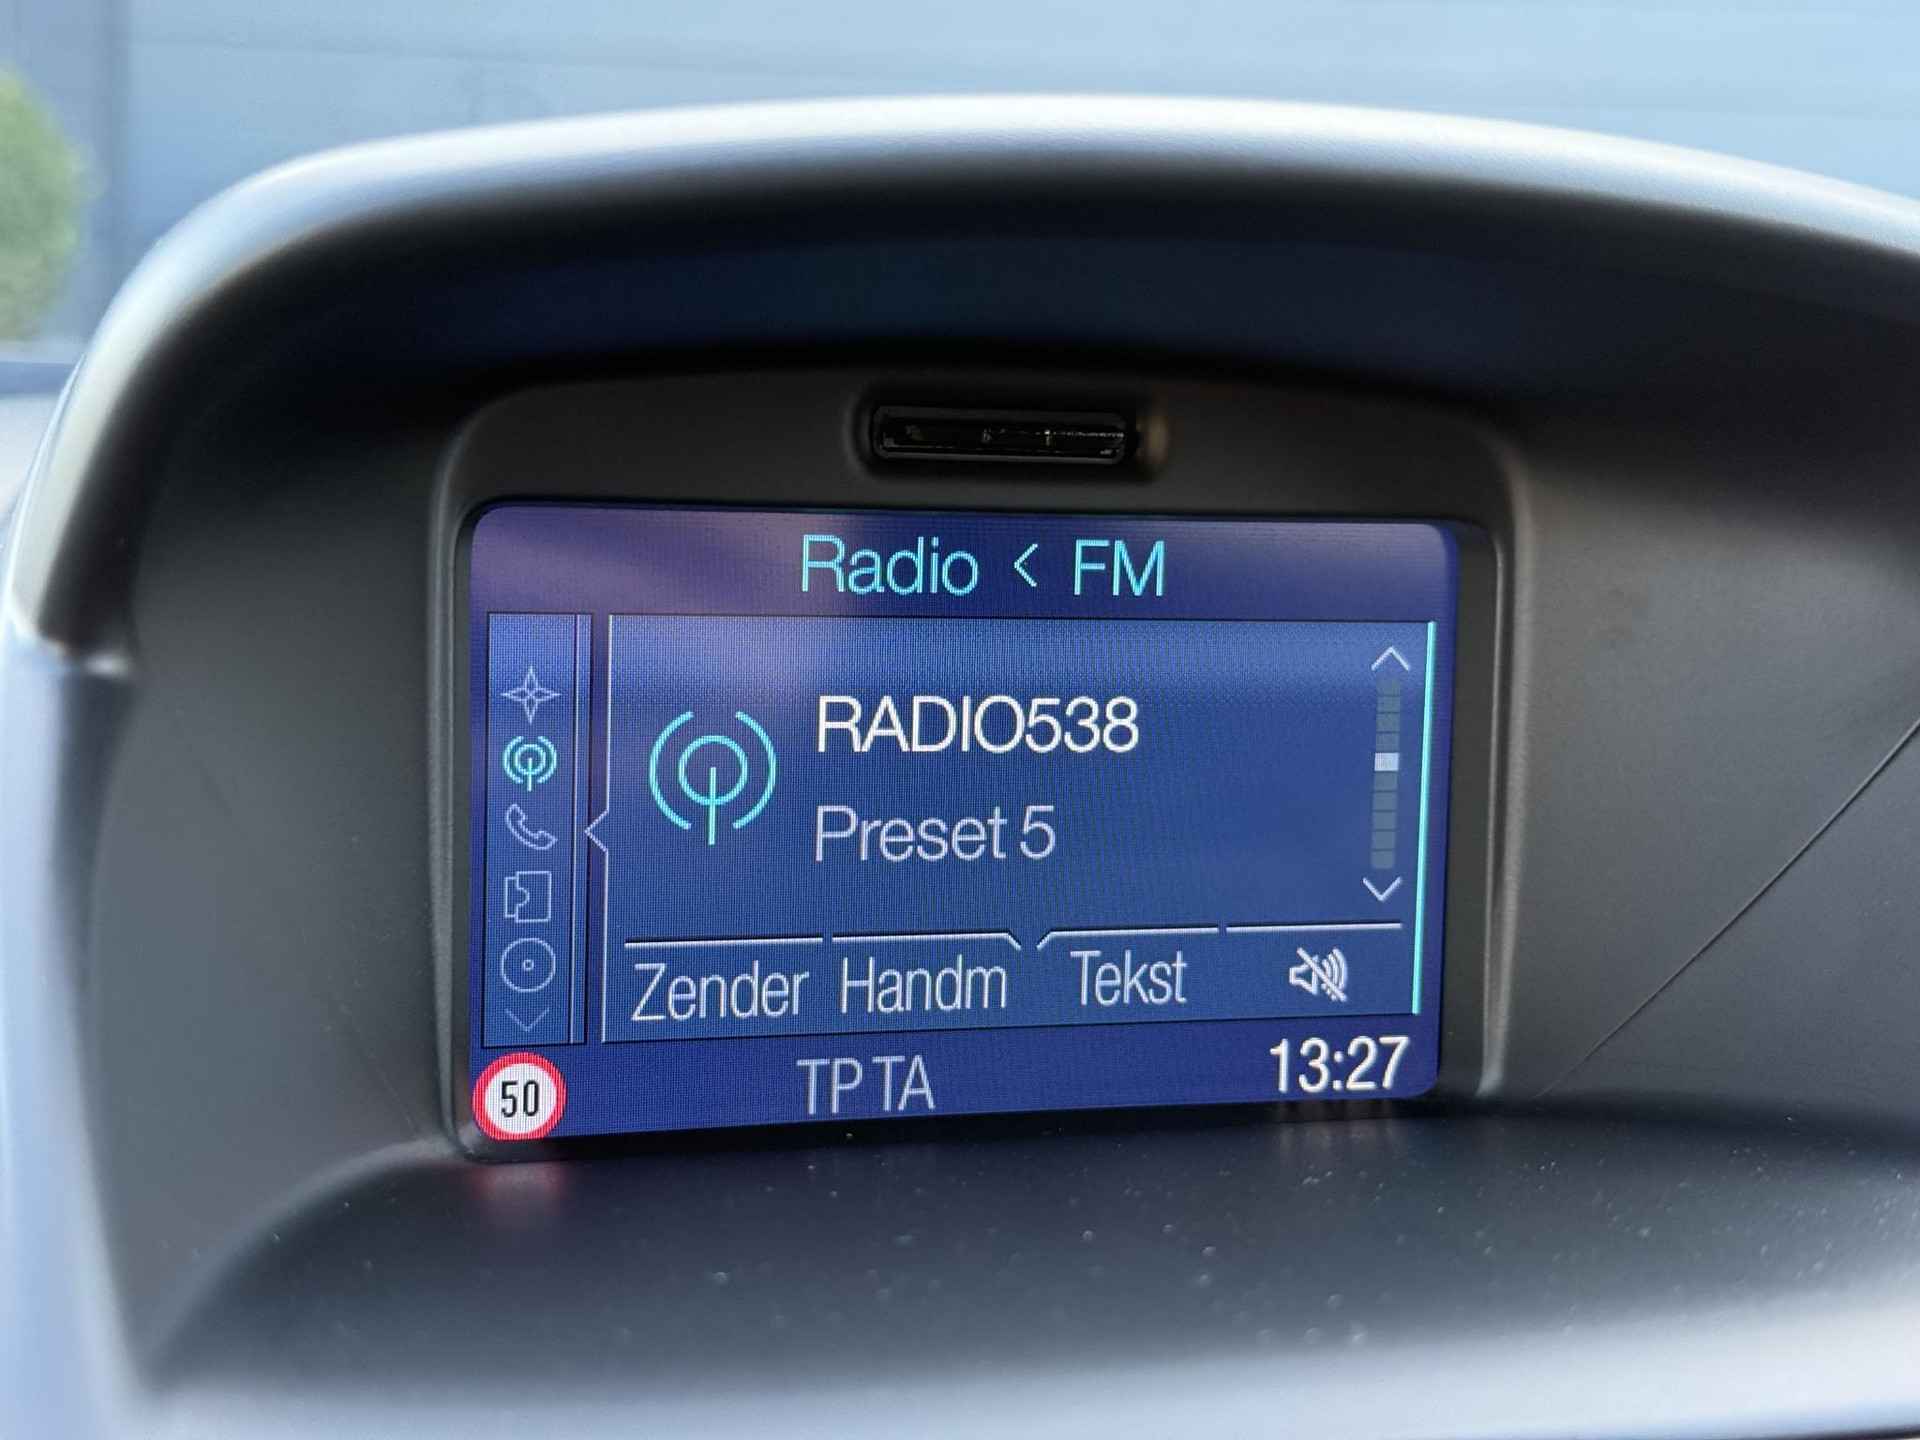 Radio < FM
RADIO538
Preset 5
Zender Handm Tekst
50 TP TA 13:27